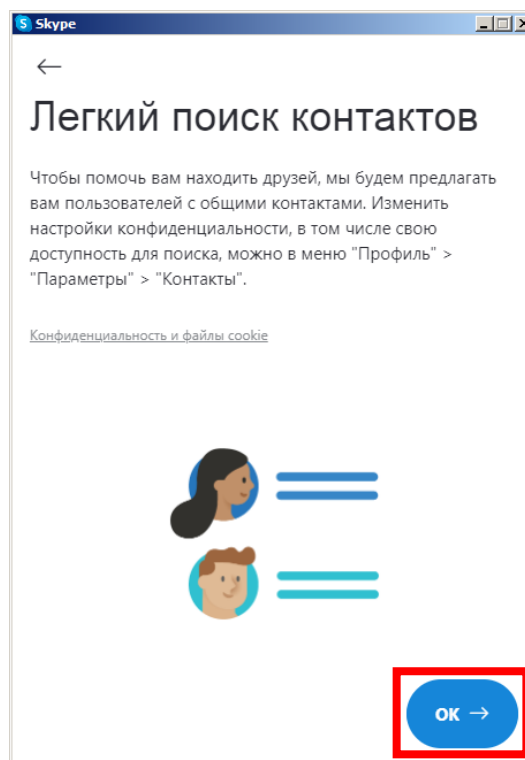 Skype
Легкий поиск контактов
Чтобы помочь вам находить друзей, мы будем предлагать
вам пользователей с общими контактами. Изменить
настройки конфиденциальности, в том числе свою
доступность для поиска, можно в меню "Профиль" >
"Параметры" > "Контакты".
Конфиденциальность и файлы cookie
ОК →